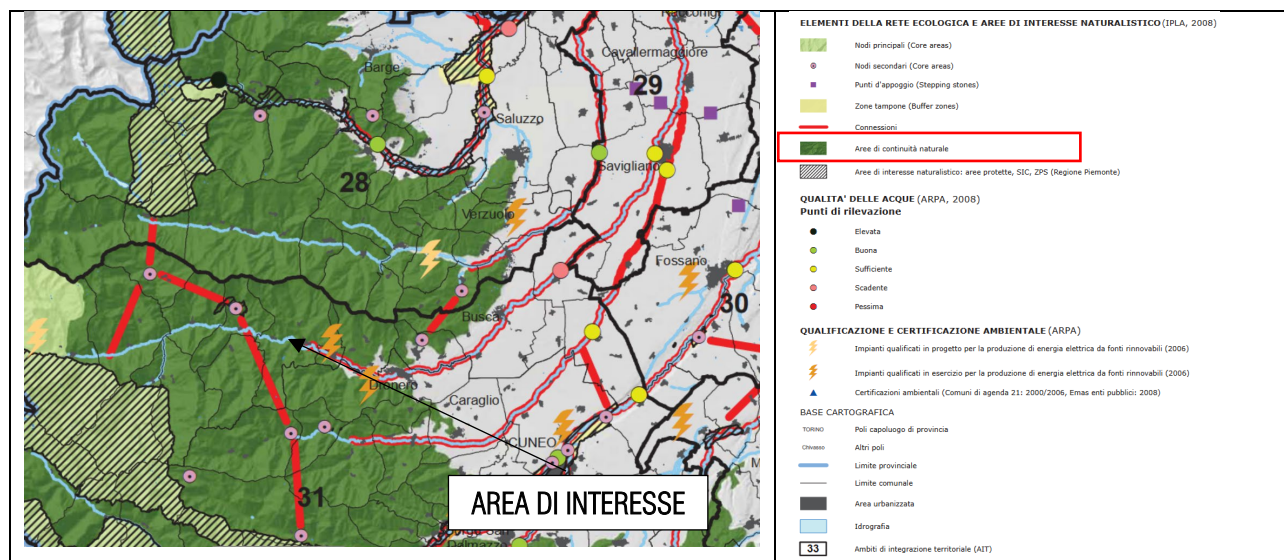 Racconigi
Cavallermaggiore
Barge
29
Saluzzo
Savigliano
28
Verzuolo
Fossano
30
Busca
Dronero
Caraglio
CUNEO
31
AREA DI INTERESSE
Borgo San
Dalmazzo
ELEMENTI DELLA RETE ECOLOGICA E AREE DI INTERESSE NATURALISTICO (IPLA, 2008)
Nodi principali (Core areas)
Nodi secondari (Core areas)
Punti d'appoggio (Stepping stones)
Zone tampone (Buffer zones)
Connessioni
Aree di continuità naturale
Aree di interesse naturalistico: aree protette, SIC, ZPS (Regione Piemonte)
QUALITA' DELLE ACQUE (ARPA, 2008)
Punti di rilevazione
Elevata
Buona
Sufficiente
Scadente
Pessima
QUALIFICAZIONE E CERTIFICAZIONE AMBIENTALE (ARPA)
Impianti qualificati in progetto per la produzione di energia elettrica da fonti rinnovabili (2006)
Impianti qualificati in esercizio per la produzione di energia elettrica da fonti rinnovabili (2006)
Certificazioni ambientali (Comuni di agenda 21: 2000/2006, Emas enti pubblici: 2008)
BASE CARTOGRAFICA
TORINO Poli capoluogo di provincia
Chivasso Altri poli
Limite provinciale
Limite comunale
Area urbanizzata
Idrografia
33 Ambiti di integrazione territoriale (AIT)